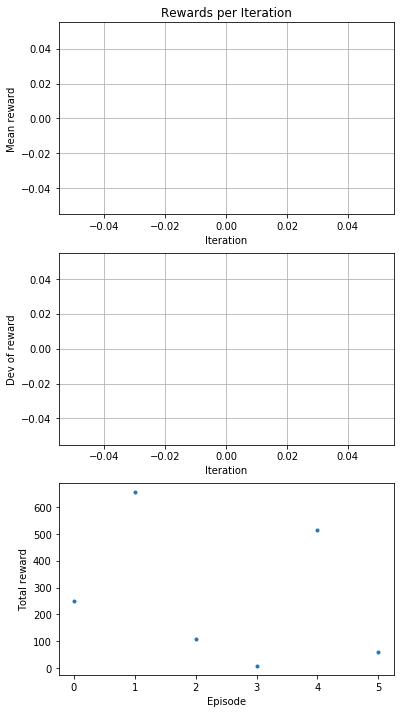 Rewards per Iteration
Mean reward
0.04
0.02
0.00
−0.02
−0.04
−0.04 −0.02 0.00 0.02 0.04
Iteration
Dev of reward
0.04
0.02
0.00
−0.02
−0.04
−0.04 −0.02 0.00 0.02 0.04
Iteration
Total reward
600
500
400
300
200
100
0
0 1 2 3 4 5
Episode